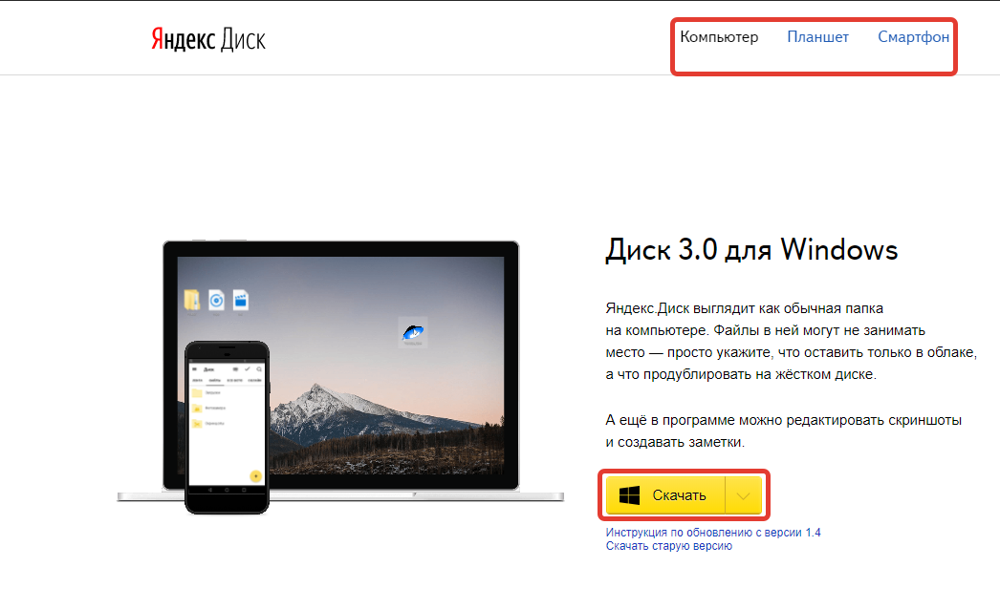 Яндекс Диск
Компьютер Планшет Смартфон
Диск 3.0 для Windows
Яндекс.Диск выглядит как обычная папка
на компьютере. Файлы в ней могут не занимать
место — просто укажите, что оставить только в облаке,
а что продублировать на жёстком диске.
А ещё в программе можно редактировать скриншоты
и создавать заметки.
Скачать
Инструкция по обновлению с версии 1.4
Скачать старую версию